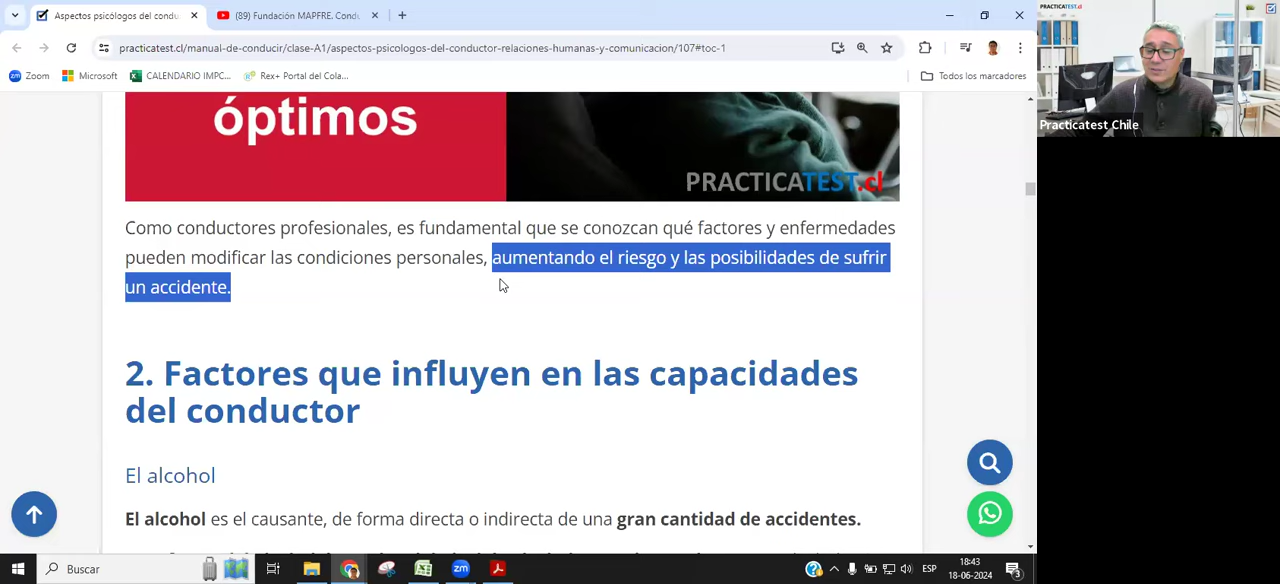 Aspectos psicólogos del condu
(89) Fundación MAPFRE. Conclu
practicatest.cl/manual-de-conducir/clase-A1/aspectos-psicologos-del-conductor-relaciones-humanas-y-comunicacion/107#toc-1
Zoom
Microsoft
CALENDARIO IMPC...
Rex+ Portal del Cola...
Todos los marcadores
PRACTICATEST.cl
Practicatest Chile
óptimos
PRACTICATEST.cl
Como conductores profesionales, es fundamental que se conozcan qué factores y enfermedades
pueden modificar las condiciones personales, aumentando el riesgo y las posibilidades de sufrir
un accidente.
2. Factores que influyen en las capacidades
del conductor
El alcohol
El alcohol es el causante, de forma directa o indirecta de una gran cantidad de accidentes.
Buscar
ESP
18:43
18-06-2024
3